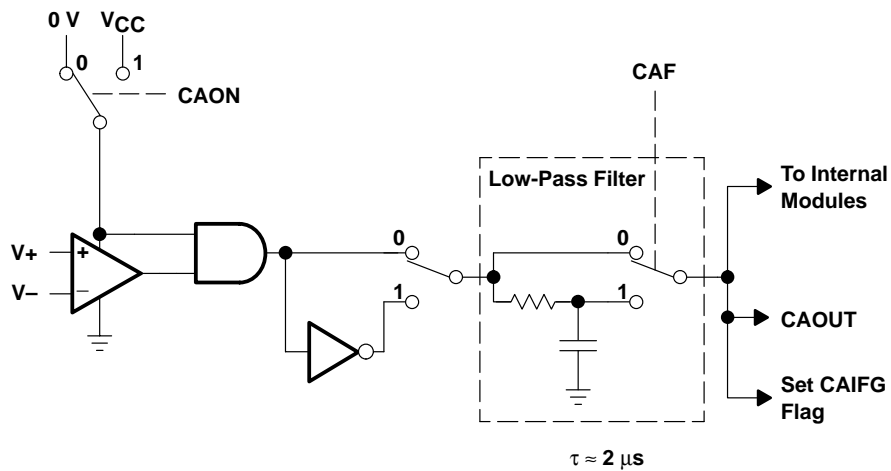 0 V
VCC
0
1
CAON
CAF
Low-Pass Filter
To Internal
Modules
V+
+
V−
−
0
1
0
1
CAOUT
Set CAIFG
Flag
τ ≈ 2 μs